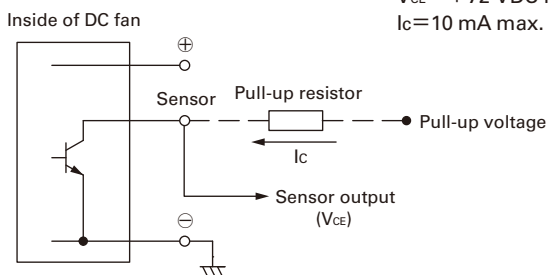 Inside of DC fan
Ic=10 mA max.
⊕
Sensor
Pull-up resistor
Pull-up voltage
Ic
Sensor output
(VCE)
⊖